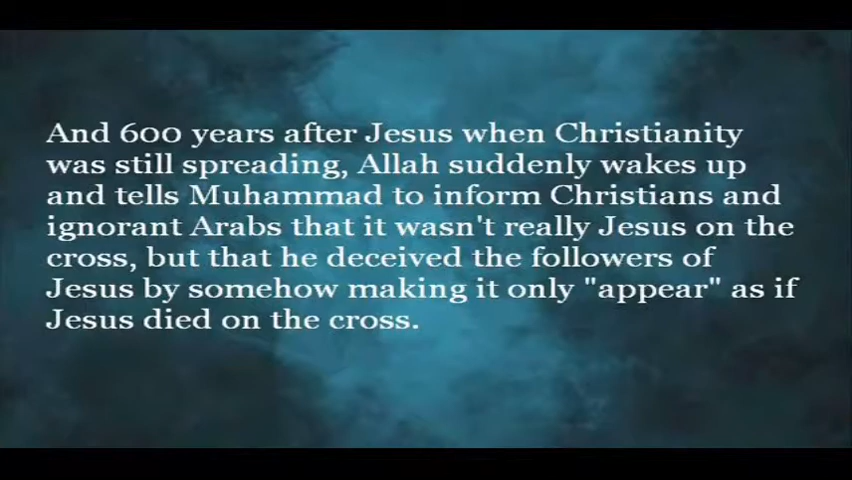 And 600 years after Jesus when Christianity
was still spreading, Allah suddenly wakes up
and tells Muhammad to inform Christians and
ignorant Arabs that it wasn't really Jesus on the
cross, but that he deceived the followers of
Jesus by somehow making it only "appear" as if
Jesus died on the cross.